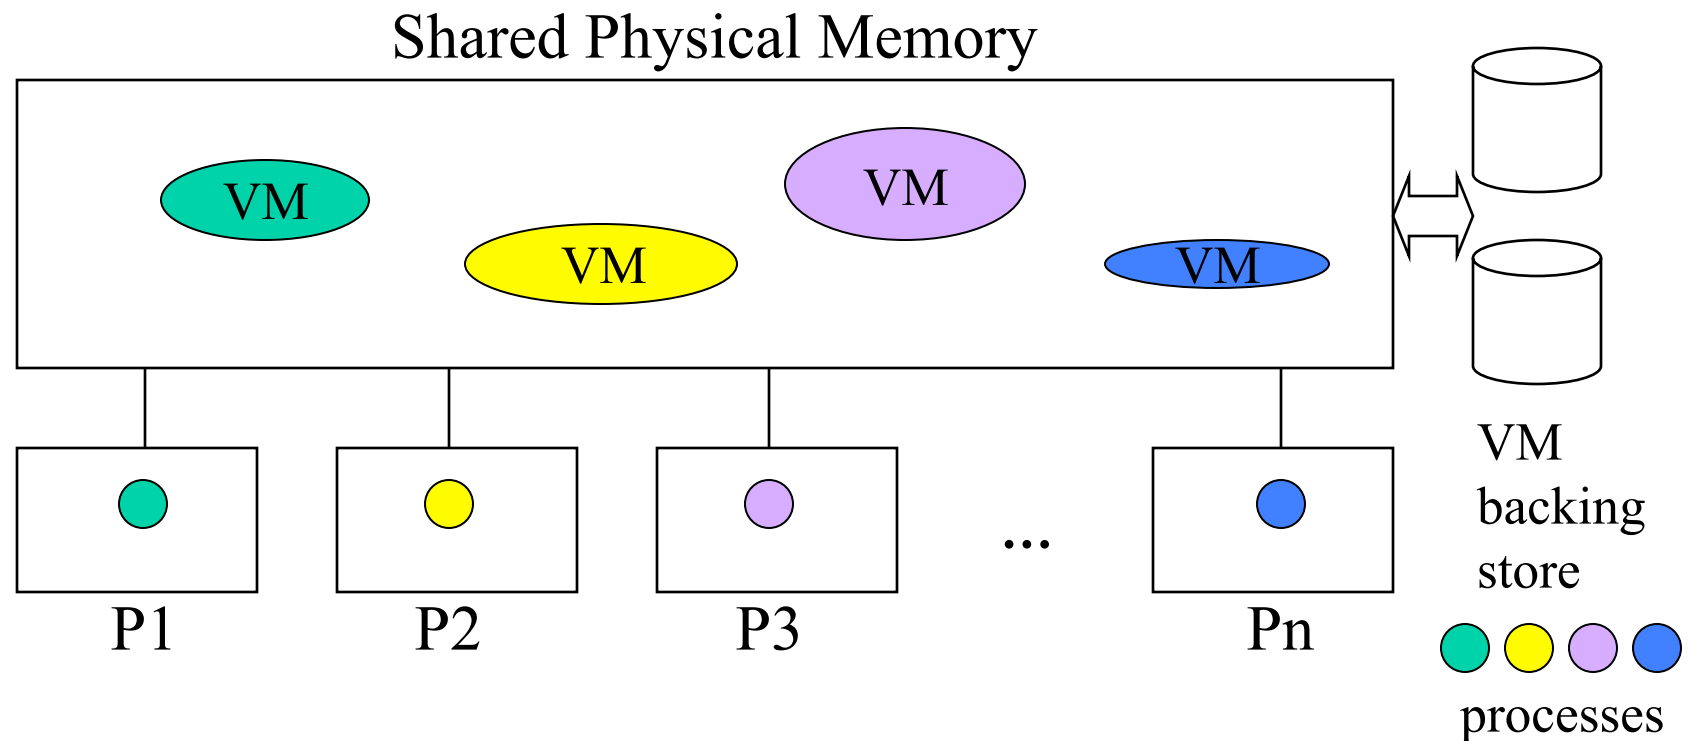 Shared Physical Memory
VM
VM
VM
VM
P1
P2
P3
...
Pn
VM
backing
store
processes